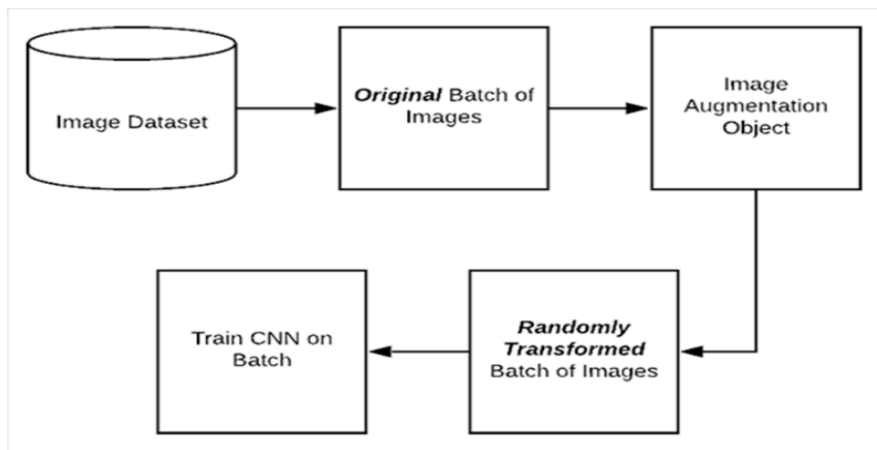 Image Dataset
Original Batch of
Images
Image
Augmentation
Object
Randomly
Transformed
Batch of Images
Train CNN on
Batch